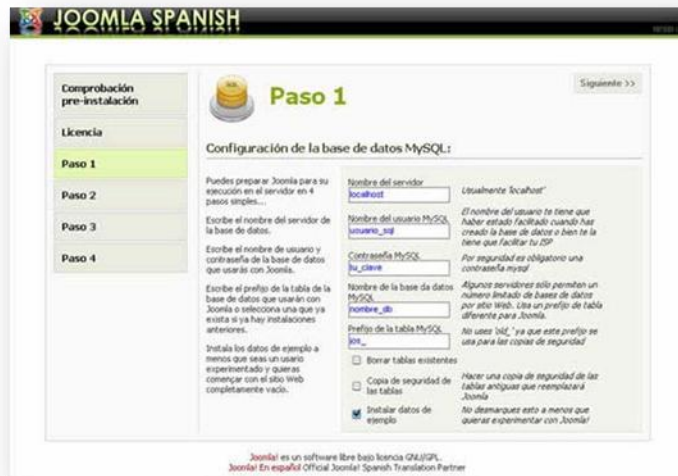 JOOMLA SPANISH
Comprobación
pre-instalación
Licencia
Paso 1
Paso 2
Paso 3
Paso 4
Paso 1
Siguiente >>
Configuración de la base de datos MySQL:
Puedes preparar Joomla para su
ejecución en el servidor en 4
pasos simples...
Escribe el nombre del servidor de
la base de datos.
Escribe el nombre de usuario y
contraseña de la base de datos
que usarás con Joomla.
Escribe el prefijo de la tabla de la
base de datos que usarán con
Joomla o selecciona una que ya
exista si ya hay instalaciones
anteriores.
Instala los datos de ejemplo a
menos que seas un usario
experimentado y quieras
començar con el sitio Web
completamente vacío.
Nombre del servidor
localhost
Usualmente 'localhost'
Nombre del usuario MySQL
usuario_sql
El nombre del usuario te tiene que
haber estado facilitado cuando has
creado la base de datos o bien te la
tiene que facilitar tu ISP
Contraseña MySQL
tu_clave
Por seguridad es obligatorio una
contraseña mysql
Nombre de la base da datos
MySQL
nombre_db
Algunos servidores sólo permiten un
número limitado de bases de datos
por sitio Web. Usa un prefijo de tabla
diferente para Joomla.
Prefijo de la tabla MySQL
jos_
No uses 'old_' ya que este prefijo se
usa para las copias de seguridad
Borrar tablas existentes
Copia de seguridad de
las tablas
Hacer una copia de seguridad de las
tablas antiguas que reemplazará
Joomla
Instalar datos de
ejemplo
No desmarques esto a menos que
quieras experimentar con Joomla!
Joomla! es un software libre bajo licencia GNU/GPL.
Joomla! En español Official Joomla! Spanish Translation Partner